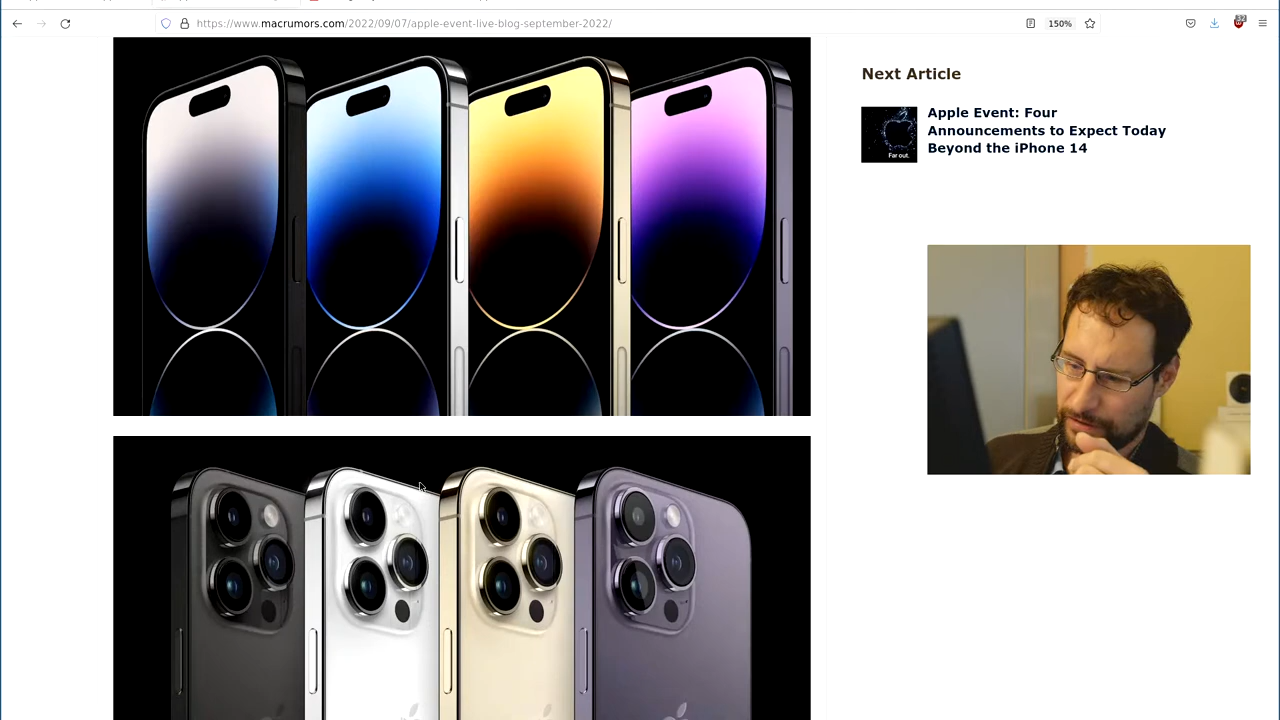 https://www.macrumors.com/2022/09/07/apple-event-live-blog-september-2022/
150%
Next Article
Apple Event: Four
Announcements to Expect Today
Beyond the iPhone 14
Far out.